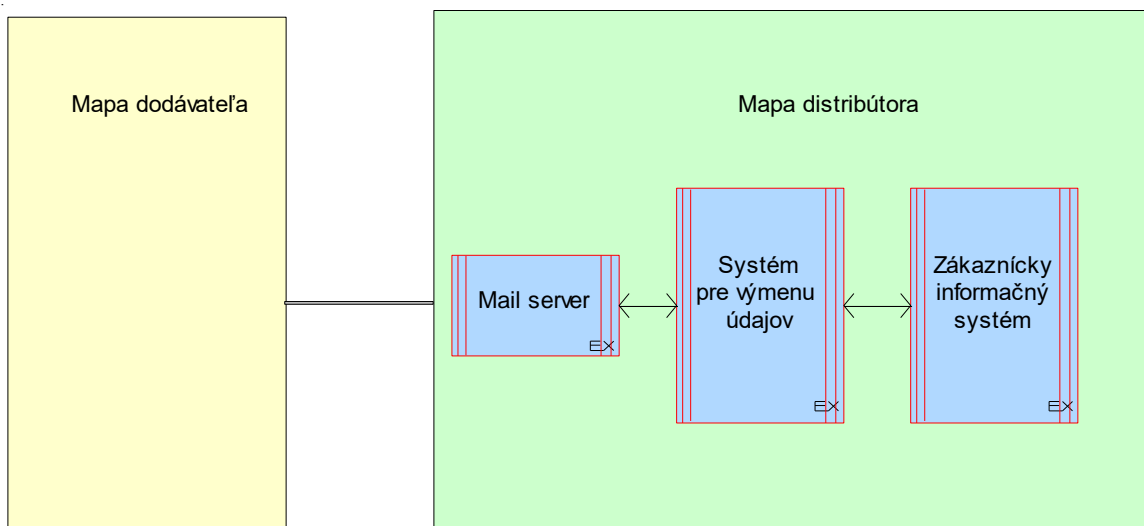 Mapa dodávateľa
Mapa distribútora
Mail server
EX
Systém
pre výmenu
údajov
EX
Zákaznícky
informačný
systém
EX